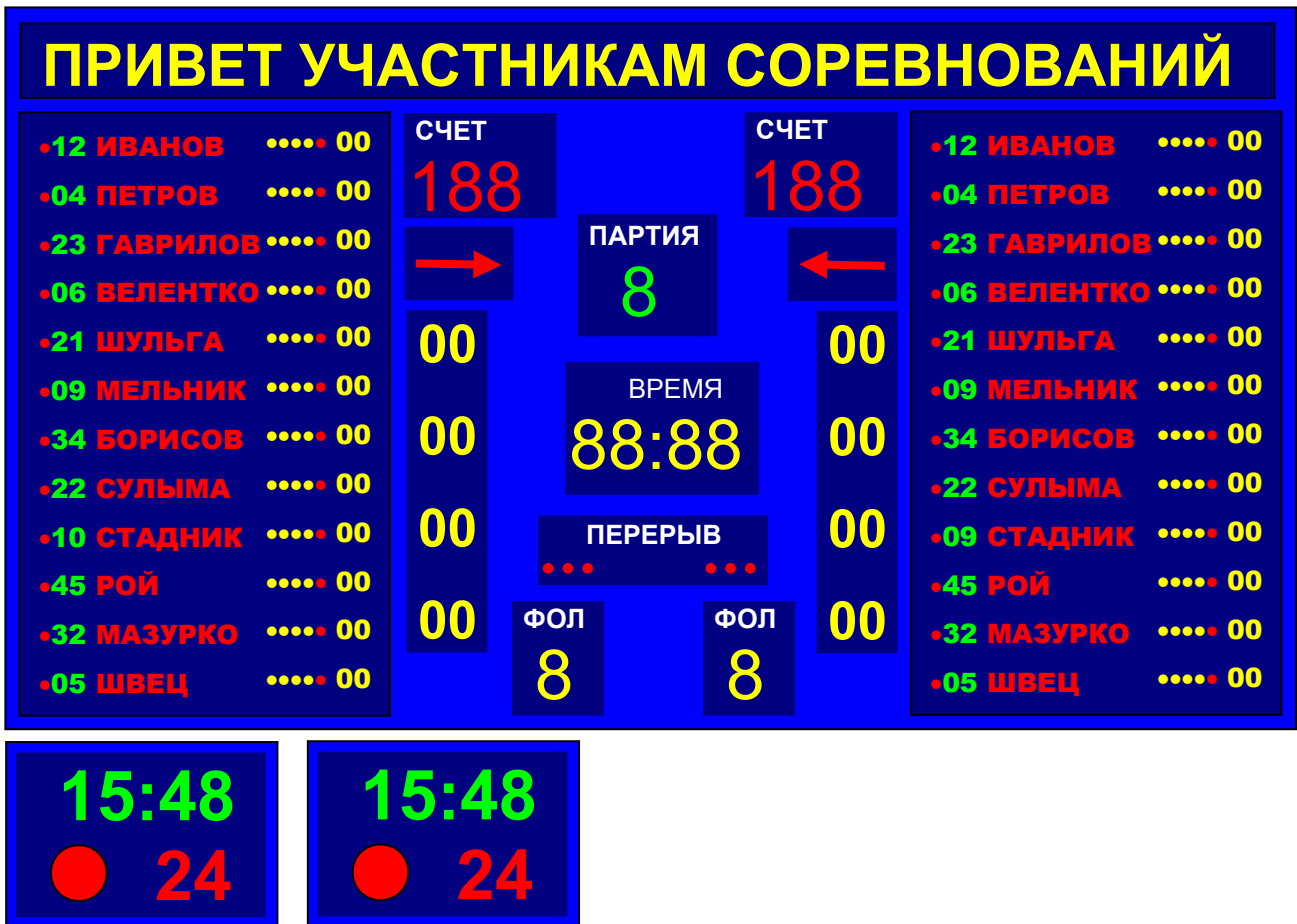 ПРИВЕТ УЧАСТНИКАМ СОРЕВНОВАНИЙ
•12 ИВАНОВ ••••• 00
•04 ПЕТРОВ ••••• 00
•23 ГАВРИЛОВ ••••• 00
•06 ВЕЛЕНТКО ••••• 00
•21 ШУЛЬГА ••••• 00
•09 МЕЛЬНИК ••••• 00
•34 БОРИСОВ ••••• 00
•22 СУЛЫМА ••••• 00
•10 СТАДНИК ••••• 00
•45 РОЙ ••••• 00
•32 МАЗУРКО ••••• 00
•05 ШВЕЦ ••••• 00
СЧЕТ
188
00
00
00
00
ПАРТИЯ
8
ВРЕМЯ
88:88
ПЕРЕРЫВ
••• •••
ФОЛ
8
ФОЛ
8
СЧЕТ
188
00
00
00
00
•12 ИВАНОВ ••••• 00
•04 ПЕТРОВ ••••• 00
•23 ГАВРИЛОВ ••••• 00
•06 ВЕЛЕНТКО ••••• 00
•21 ШУЛЬГА ••••• 00
•09 МЕЛЬНИК ••••• 00
•34 БОРИСОВ ••••• 00
•22 СУЛЫМА ••••• 00
•09 СТАДНИК ••••• 00
•45 РОЙ ••••• 00
•32 МАЗУРКО ••••• 00
•05 ШВЕЦ ••••• 00
15:48
24
15:48
24